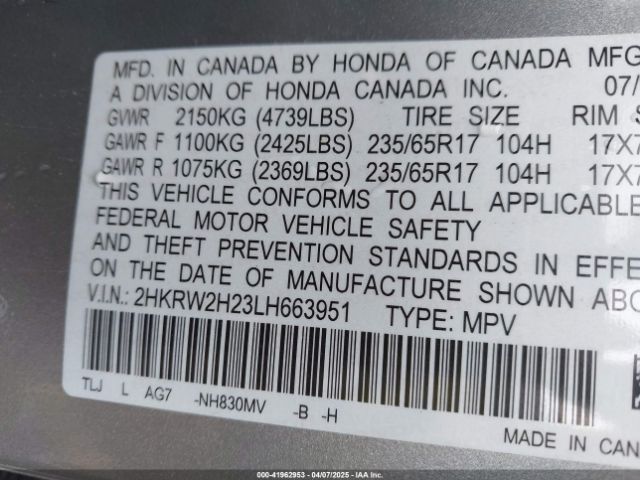 MFD. IN CANADA BY HONDA OF CANADA MFG
A DIVISION OF HONDA CANADA INC. 07/
GVWR 2150KG (4739LBS) TIRE SIZE RIM S
GAWR F 1100KG (2425LBS) 235/65R17 104H 17X7
GAWR R 1075KG (2369LBS) 235/65R17 104H 17X7
THIS VEHICLE CONFORMS TO ALL APPLICABLE
FEDERAL MOTOR VEHICLE SAFETY
AND THEFT PREVENTION STANDARDS IN EFFE
ON THE DATE OF MANUFACTURE SHOWN ABO
V.I.N.: 2HKRW2H23LH663951 TYPE: MPV
TLJ L AG7 -NH830MV -B -H
MADE IN CANA
000-41962953 - 04/07/2025 - IAA Inc.